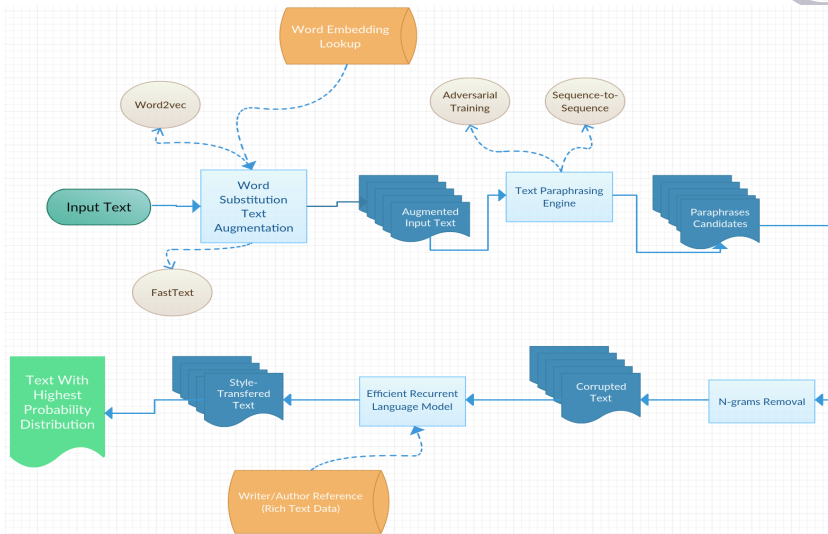 Word Embedding
Lookup
Word2vec
Adversarial
Training
Sequence-to-
Sequence
Input Text
Word
Substitution
Text
Augmentation
Augmented
Input Text
Text Paraphrasing
Engine
Paraphrases
Candidates
FastText
Text With
Highest
Probability
Distribution
Style-
Transfered
Text
Efficient Recurrent
Language Model
Corrupted
Text
N-grams Removal
Writer/Author Reference
(Rich Text Data)